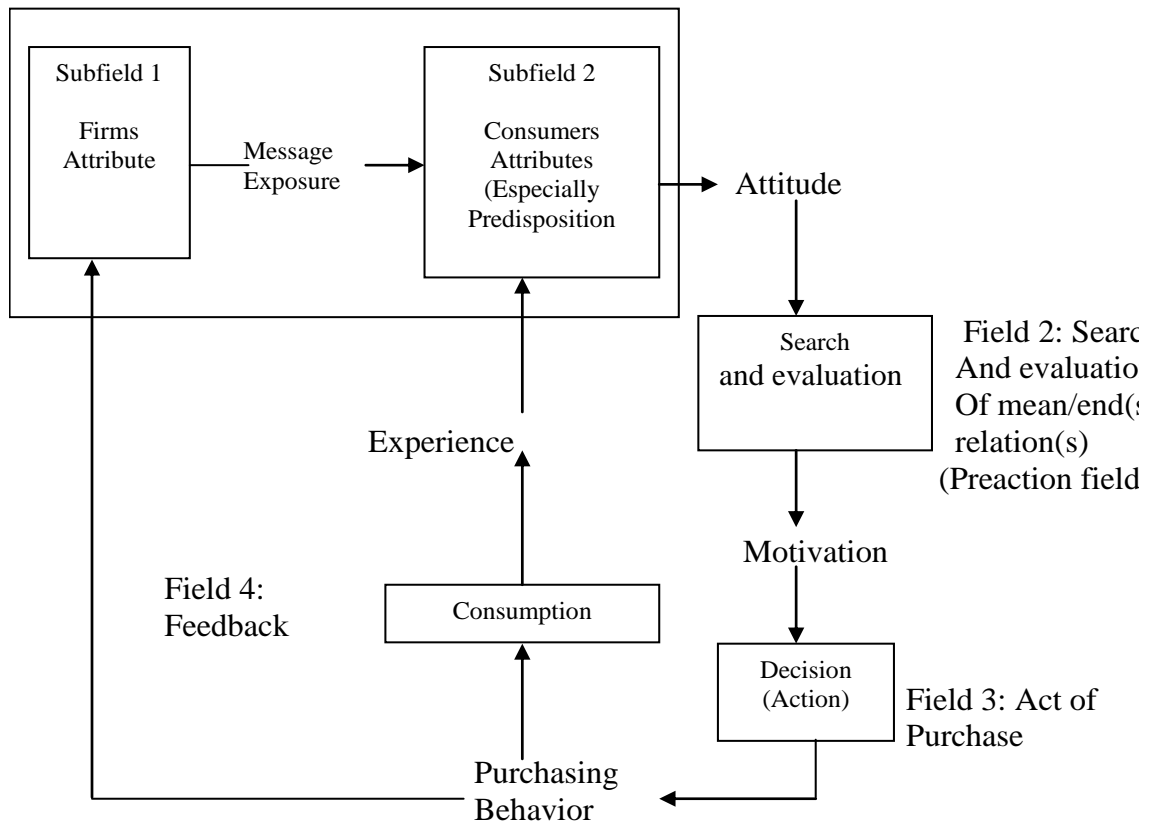 Subfield 1
Firms
Attribute
Message
Exposure
Subfield 2
Consumers
Attributes
(Especially
Predisposition
Attitude
Search
and evaluation
Field 2: Searc
And evaluatio
Of mean/end(s
relation(s)
(Preaction field
Motivation
Decision
(Action)
Field 3: Act of
Purchase
Purchasing
Behavior
Consumption
Experience
Field 4:
Feedback